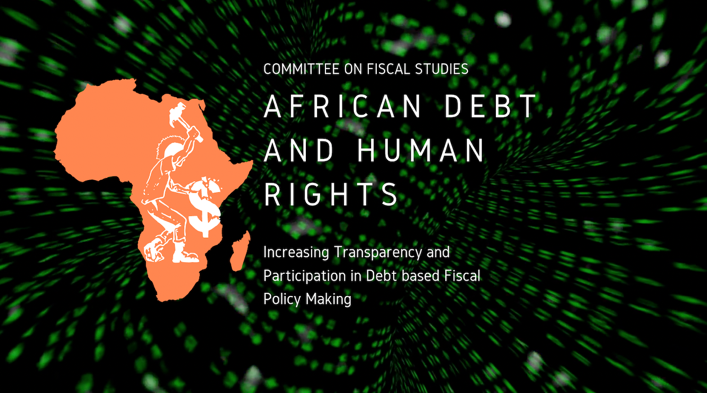 COMMITTEE ON FISCAL STUDIES
AFRICAN DEBT
AND HUMAN
RIGHTS
Increasing Transparency and
Participation in Debt based Fiscal
Policy Making